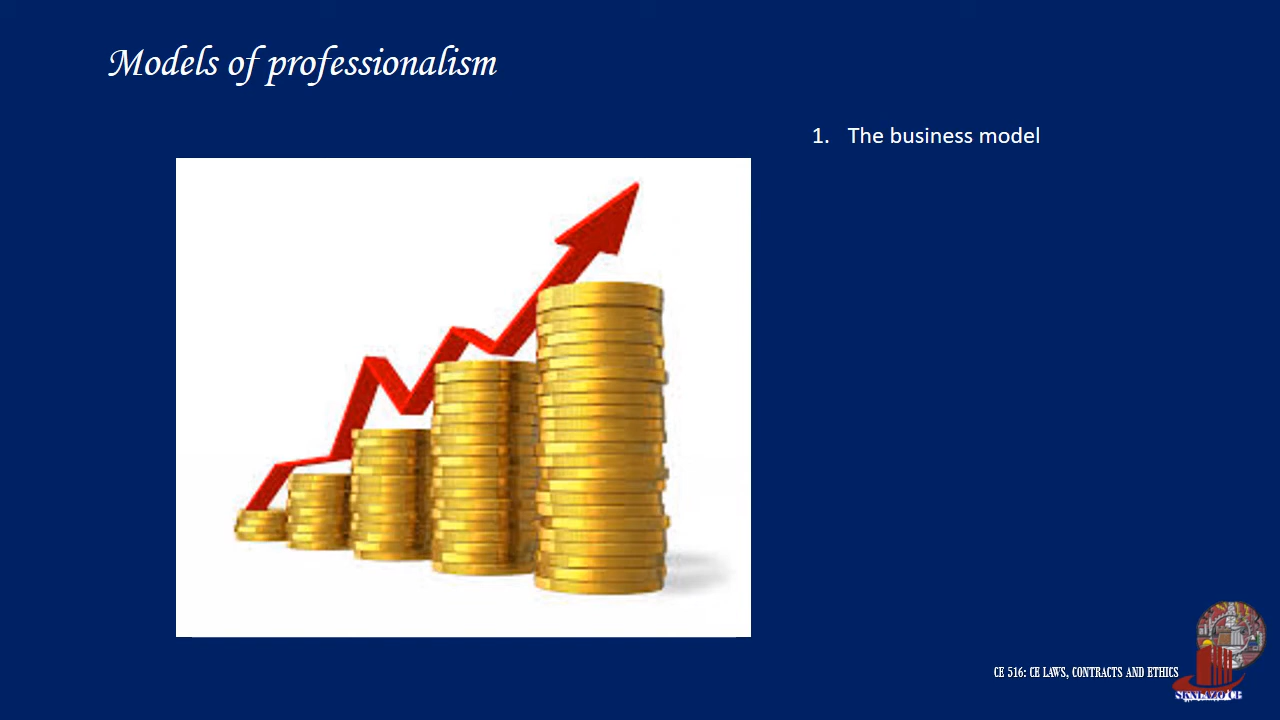 Models of professionalism
1. The business model
CE 516: CE LAWS, CONTRACTS AND ETHICS